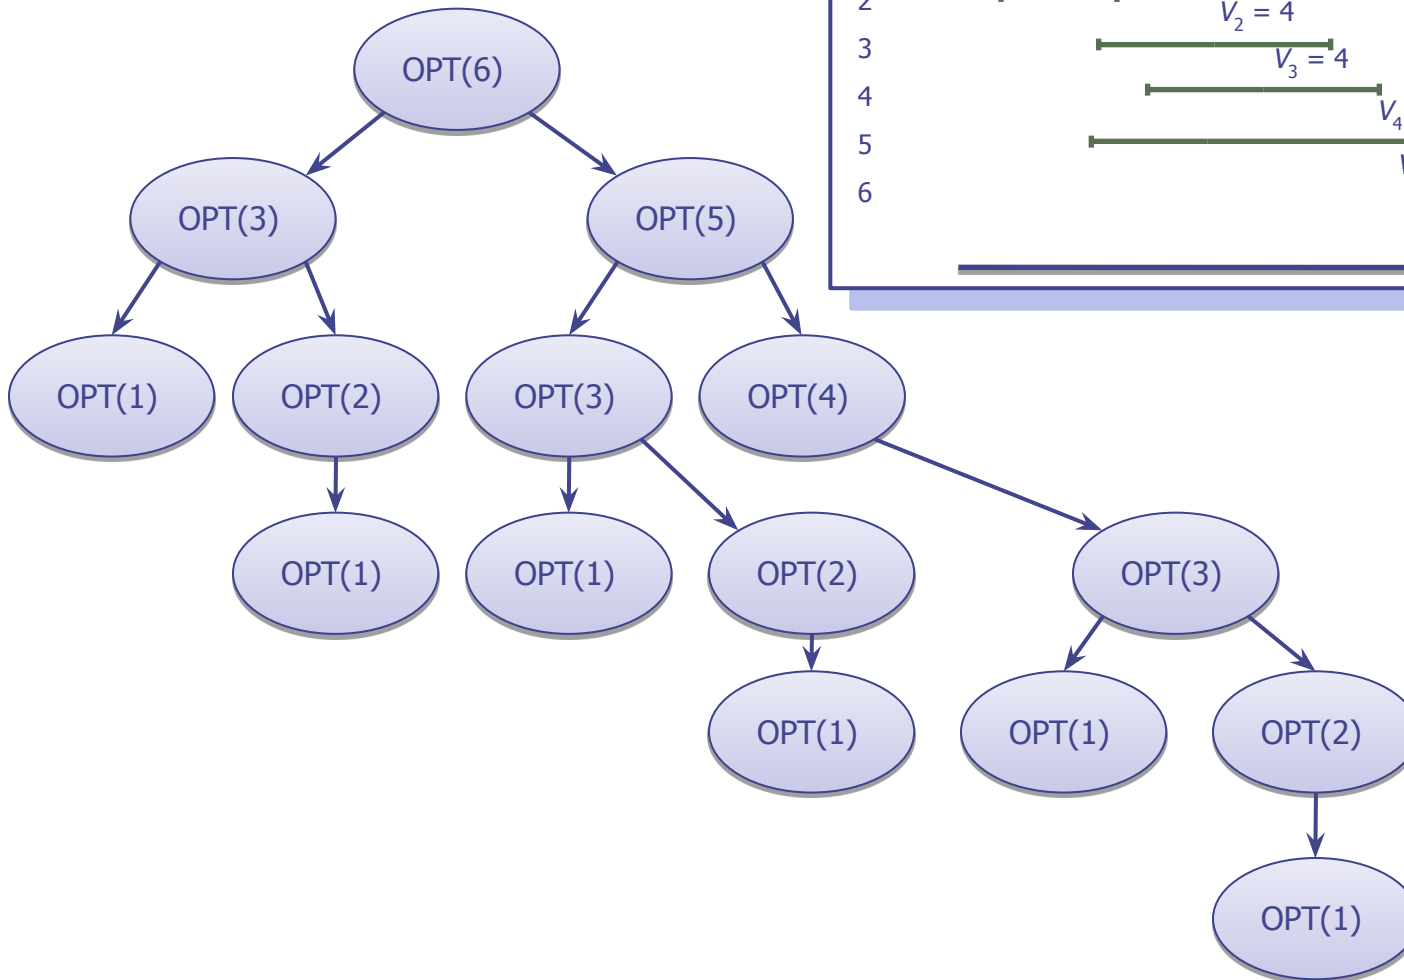 OPT(6)
2
V2 = 4
3
V3 = 4
4
V4
5
6
OPT(3)
OPT(5)
OPT(1)
OPT(2)
OPT(3)
OPT(4)
OPT(1)
OPT(1)
OPT(2)
OPT(3)
OPT(1)
OPT(1)
OPT(2)
OPT(1)